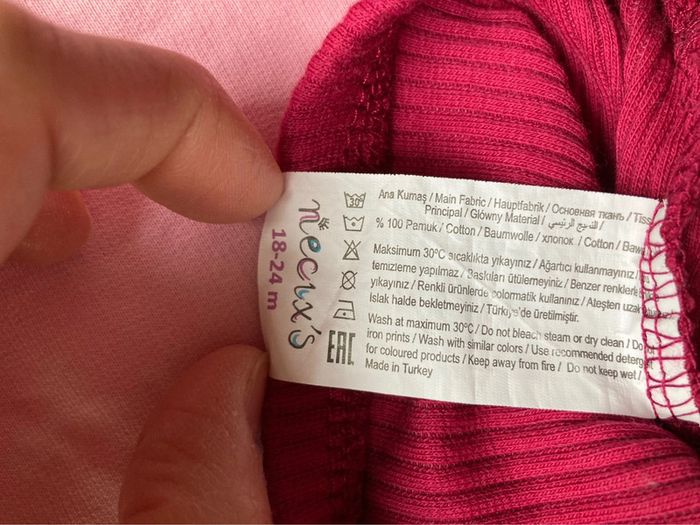 necix's
18-24 m
30°
Ana Kumaş / Main Fabric / Hauptfabrik / Основная ткань / Tiss
Principal / Główny Material / النسيج الرئيسي /
% 100 Pamuk / Cotton / Baumwolle / хлопок / Cotton / Baw
Maksimum 30°C sıcaklıkta yıkayınız / Ağartıcı kullanmayınız /
temizleme yapılmaz / Baskıları ütülemeyiniz / Benzer renklerle
yıkayınız / Renkli ürünlerde colormatik kullanınız / Ateşten uzak
Islak halde bekletmeyiniz / Türkiye'de üretilmiştir.
Wash at maximum 30°C / Do not bleach steam or dry clean / Do
iron prints / Wash with similar colors / Use recommended deterge
for coloured products / Keep away from fire / Do not keep wet /
Made in Turkey
EAC